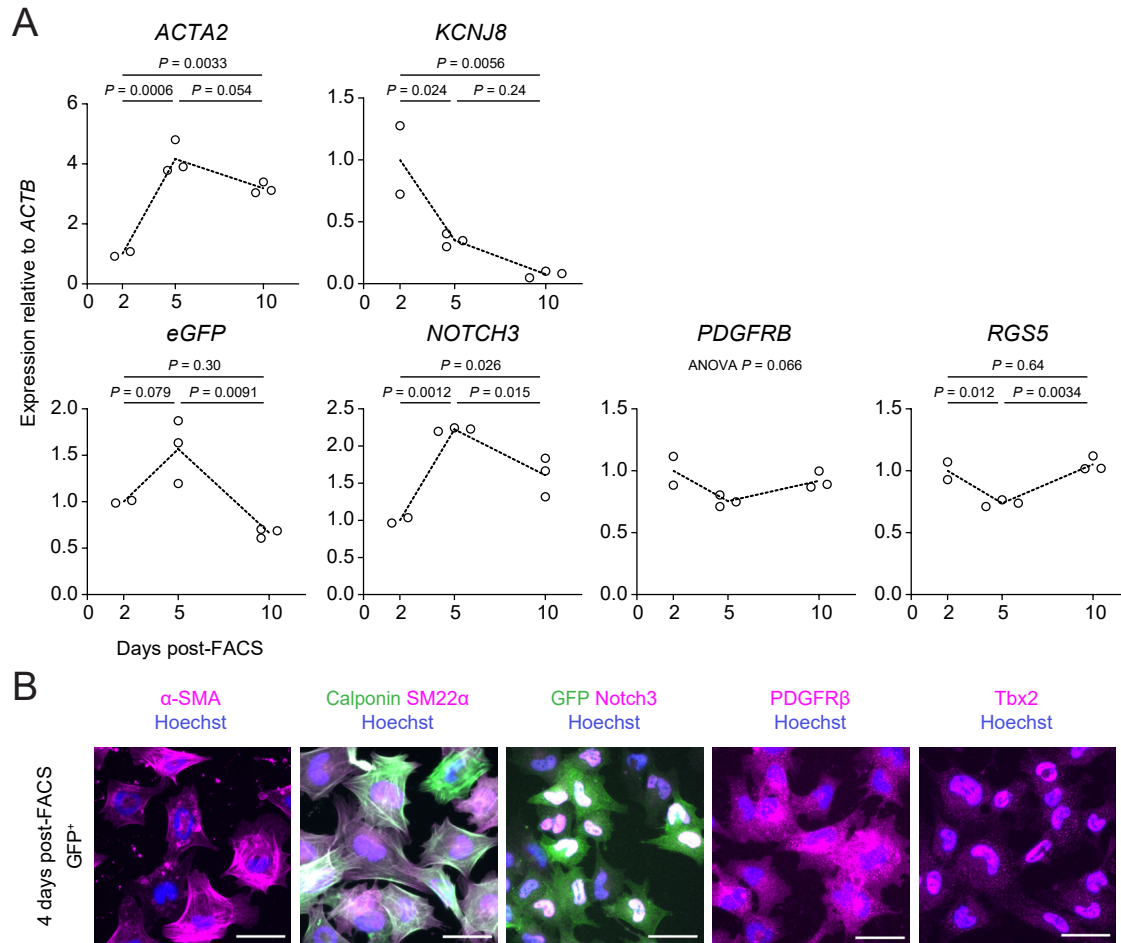 A
ACTA2
P = 0.0033
P = 0.0006 P = 0.054
6
4
2
0
0 2 5 10
KCNJ8
P = 0.0056
P = 0.024 P = 0.24
1.5
1.0
0.5
0.0
0 2 5 10
Expression relative to ACTB
eGFP
P = 0.30
P = 0.079 P = 0.0091
2.0
1.5
1.0
0.5
0.0
0 2 5 10
NOTCH3
P = 0.026
P = 0.0012 P = 0.015
2.5
2.0
1.5
1.0
0.5
0.0
0 2 5 10
PDGFRB
ANOVA P = 0.066
1.5
1.0
0.5
0.0
0 2 5 10
RGS5
P = 0.64
P = 0.012 P = 0.0034
1.5
1.0
0.5
0.0
0 2 5 10
Days post-FACS
B
α-SMA
Hoechst
Calponin SM22α
Hoechst
GFP Notch3
Hoechst
PDGFRβ
Hoechst
Tbx2
Hoechst
4 days post-FACS
GFP⁺